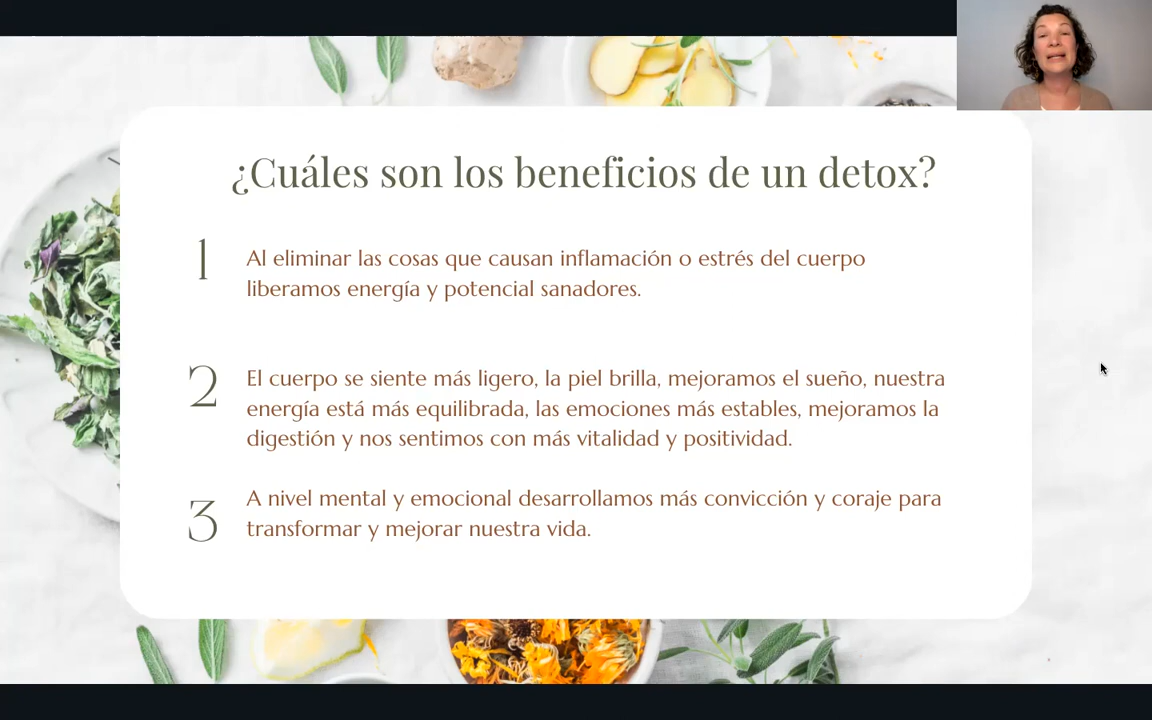 ¿Cuáles son los beneficios de un detox?
1
Al eliminar las cosas que causan inflamación o estrés del cuerpo
liberamos energía y potencial sanadores.
2
El cuerpo se siente más ligero, la piel brilla, mejoramos el sueño, nuestra
energía está más equilibrada, las emociones más estables, mejoramos la
digestión y nos sentimos con más vitalidad y positividad.
3
A nivel mental y emocional desarrollamos más convicción y coraje para
transformar y mejorar nuestra vida.